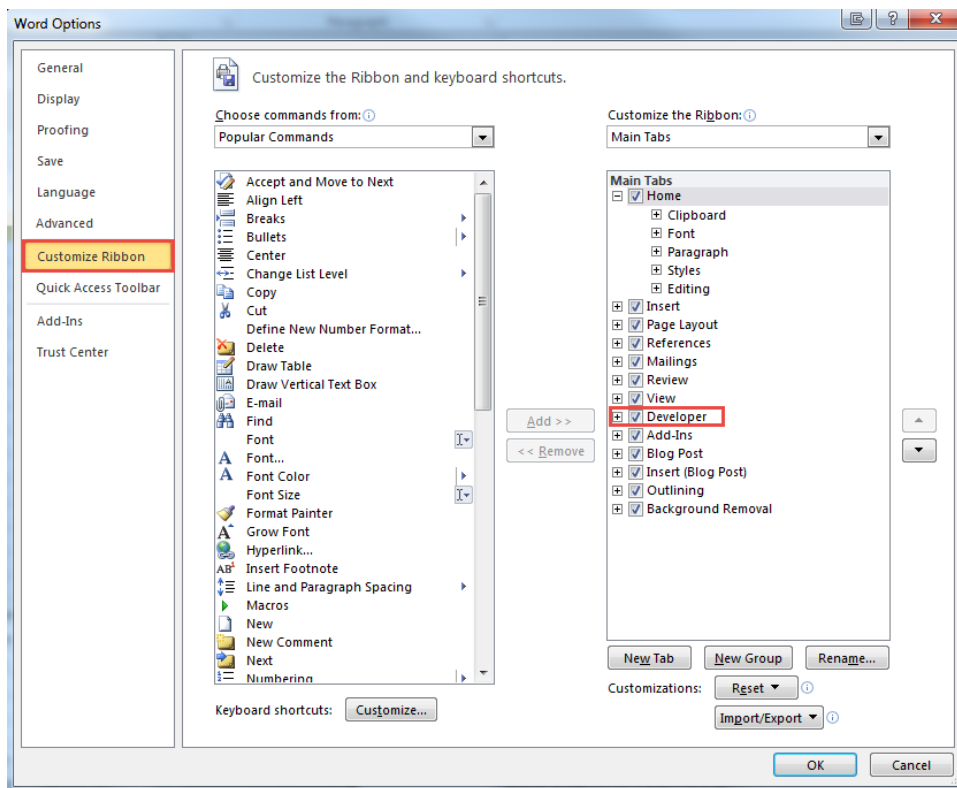 Word Options
General
Display
Proofing
Save
Language
Advanced
Customize Ribbon
Quick Access Toolbar
Add-Ins
Trust Center
Customize the Ribbon and keyboard shortcuts.
Choose commands from:
Popular Commands
Accept and Move to Next
Align Left
Breaks
Bullets
Center
Change List Level
Copy
Cut
Define New Number Format...
Delete
Draw Table
Draw Vertical Text Box
E-mail
Find
Font
Font...
Font Color
Font Size
Format Painter
Grow Font
Hyperlink...
Insert Footnote
Line and Paragraph Spacing
Macros
New
New Comment
Next
Numbering
Keyboard shortcuts: Customize...
Add >>
<< Remove
Customize the Ribbon:
Main Tabs
Main Tabs
Home
Clipboard
Font
Paragraph
Styles
Editing
Insert
Page Layout
References
Mailings
Review
View
Developer
Add-Ins
Blog Post
Insert (Blog Post)
Outlining
Background Removal
New Tab New Group Rename...
Customizations: Reset
Import/Export
OK Cancel